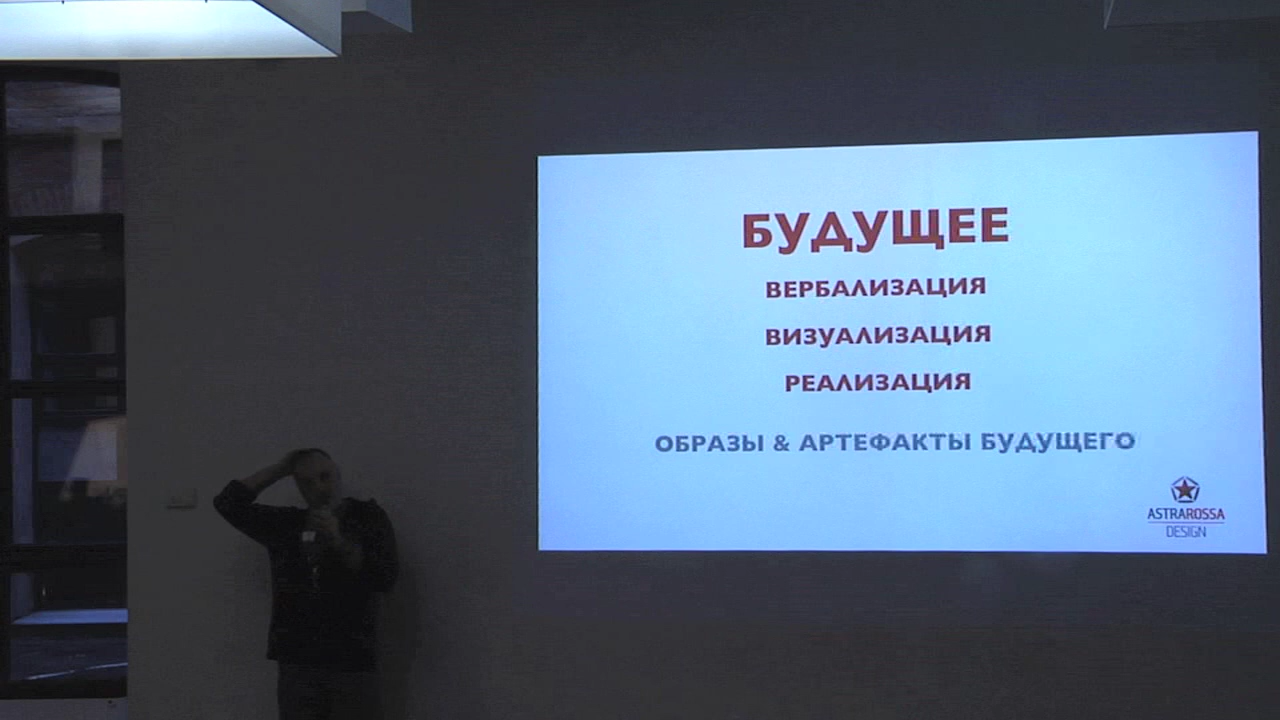 БУДУЩЕЕ
ВЕРБАЛИЗАЦИЯ
ВИЗУАЛИЗАЦИЯ
РЕАЛИЗАЦИЯ
ОБРАЗЫ & АРТЕФАКТЫ БУДУЩЕГО
ASTRAROSSA
DESIGN